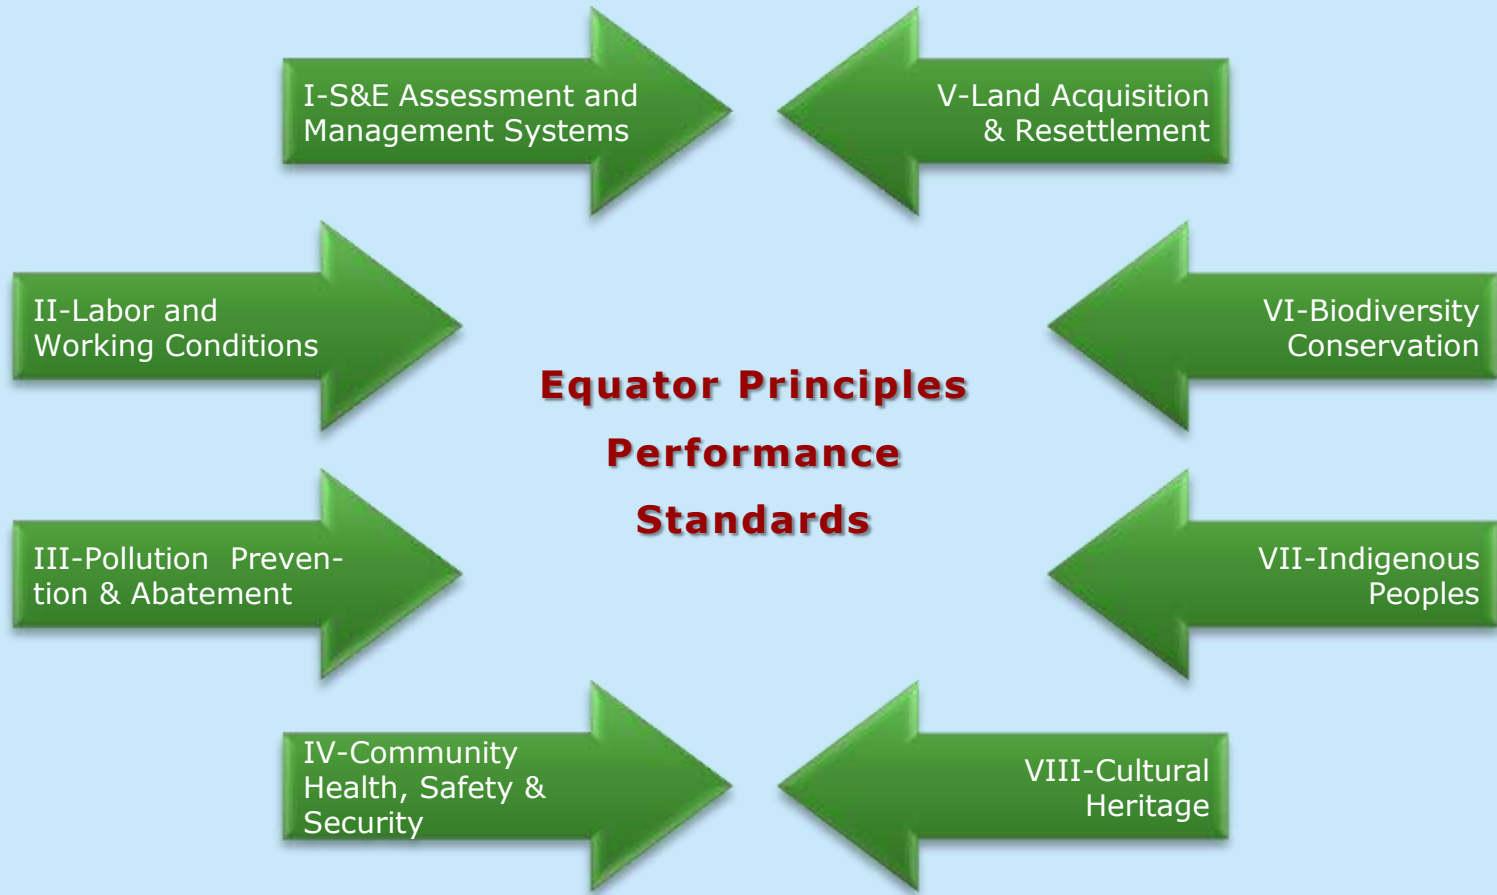 I-S&E Assessment and
Management Systems
II-Labor and
Working Conditions
III-Pollution  Preven-
tion & Abatement
IV-Community
Health, Safety &
Security
Equator Principles
Performance
Standards
V-Land Acquisition
& Resettlement
VI-Biodiversity
Conservation
VII-Indigenous
Peoples
VIII-Cultural
Heritage